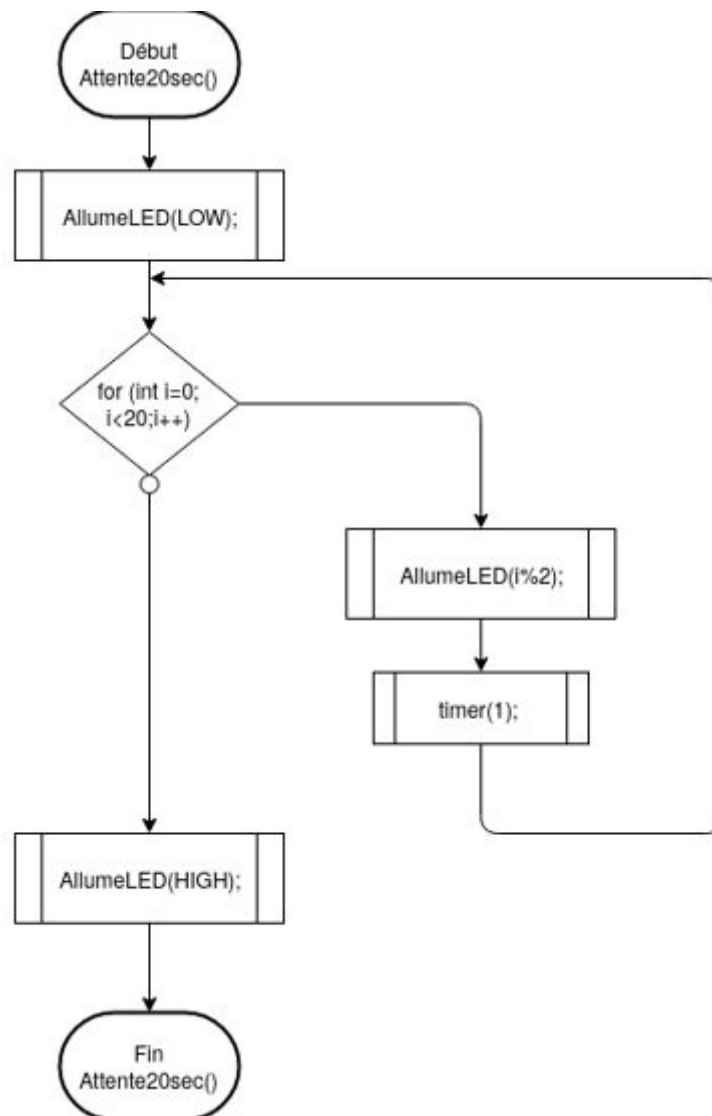 Début
Attente20sec()
AllumeLED(LOW);
for (int i=0;
i<20;i++)
AllumeLED(i%2);
timer(1);
AllumeLED(HIGH);
Fin
Attente20sec()